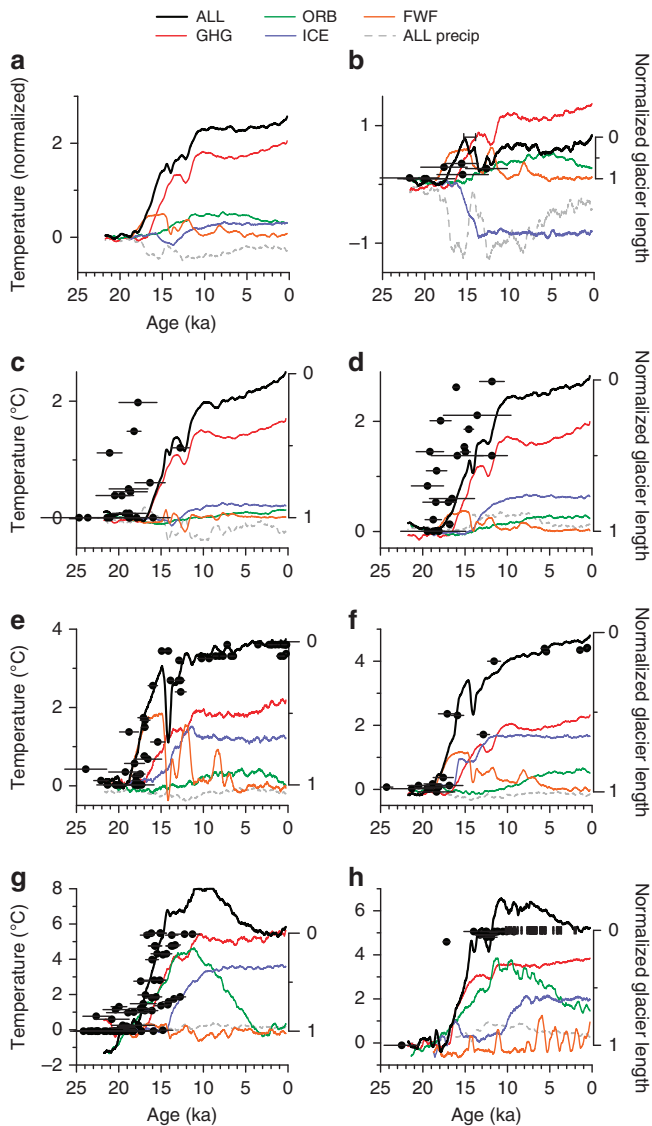 ALL ORB FWF
GHG ICE ALL precip
a b
Temperature (normalized)
2
0
25 20 15 10 5 0
Age (ka)
1
−1
0
1
Normalized glacier length
25 20 15 10 5 0
c d
Temperature (°C)
2
0
0
1
25 20 15 10 5 0
2
0
0
1
Normalized glacier length
25 20 15 10 5 0
e f
Temperature (°C)
4
2
0
0
1
25 20 15 10 5 0
4
2
0
0
1
Normalized glacier length
25 20 15 10 5 0
g h
Temperature (°C)
8
6
4
2
0
−2
0
1
25 20 15 10 5 0
Age (ka)
6
4
2
0
0
1
Normalized glacier length
25 20 15 10 5 0
Age (ka)